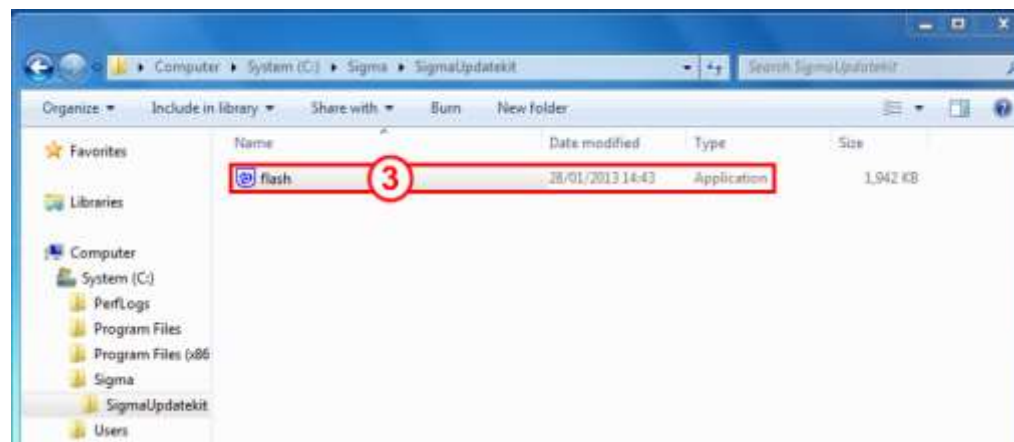 Computer System (C:) Sigma SigmaUpdatekit Search SigmaUpdatekit
Organize Include in library Share with Burn New folder
Name Date modified Type Size
Favorites
flash 3 28/01/2013 14:43 Application 1,942 KB
Libraries
Computer
System (C:)
PerfLogs
Program Files
Program Files (x86
Sigma
SigmaUpdatekit
Users